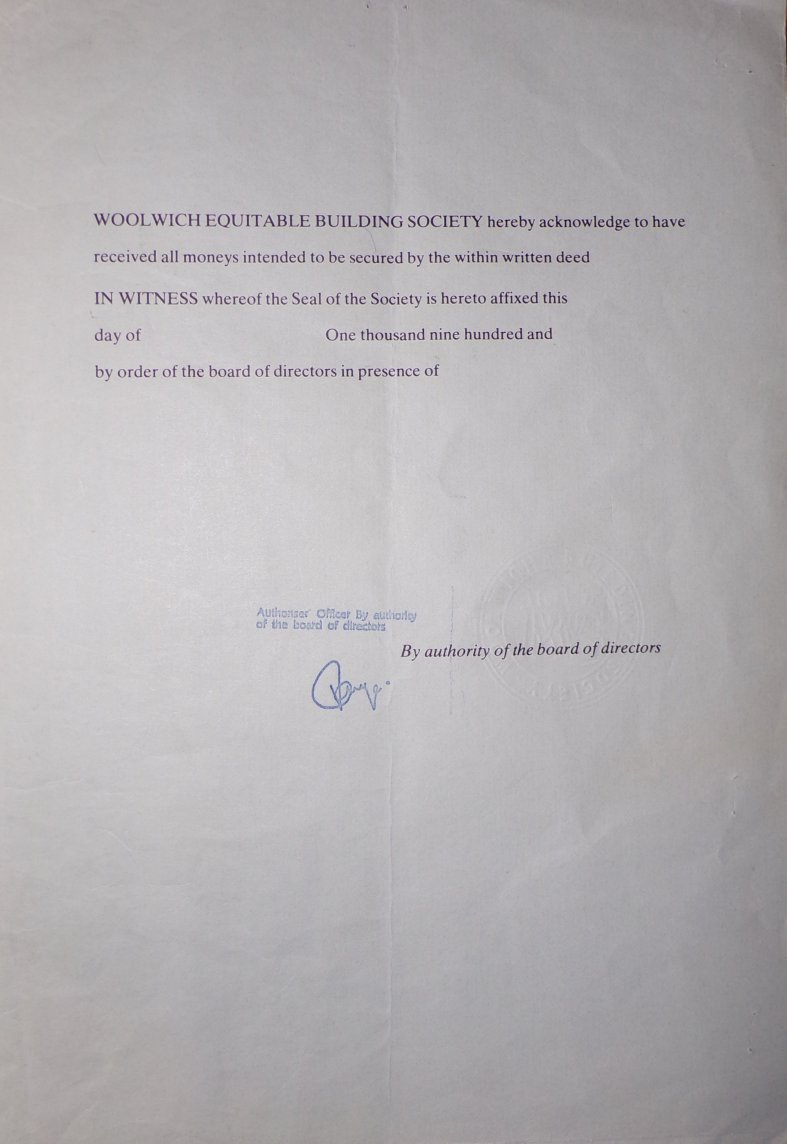 WOOLWICH EQUITABLE BUILDING SOCIETY hereby acknowledge to have
received all moneys intended to be secured by the within written deed
IN WITNESS whereof the Seal of the Society is hereto affixed this
day of One thousand nine hundred and
by order of the board of directors in presence of
Officer By authority
of the board of directors
By authority of the board of directors
SOCIETY